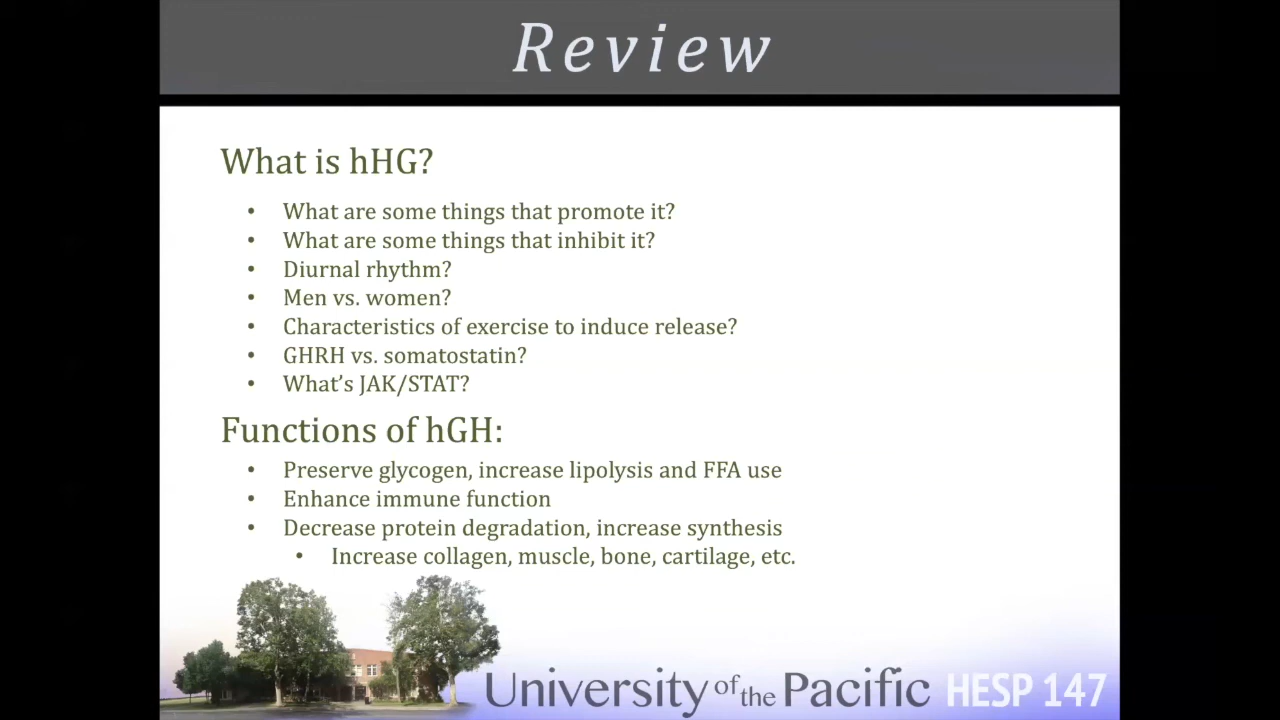 Review
What is hHG?
• What are some things that promote it?
• What are some things that inhibit it?
• Diurnal rhythm?
• Men vs. women?
• Characteristics of exercise to induce release?
• GHRH vs. somatostatin?
• What’s JAK/STAT?
Functions of hGH:
• Preserve glycogen, increase lipolysis and FFA use
• Enhance immune function
• Decrease protein degradation, increase synthesis
• Increase collagen, muscle, bone, cartilage, etc.
University of the Pacific HESP 147